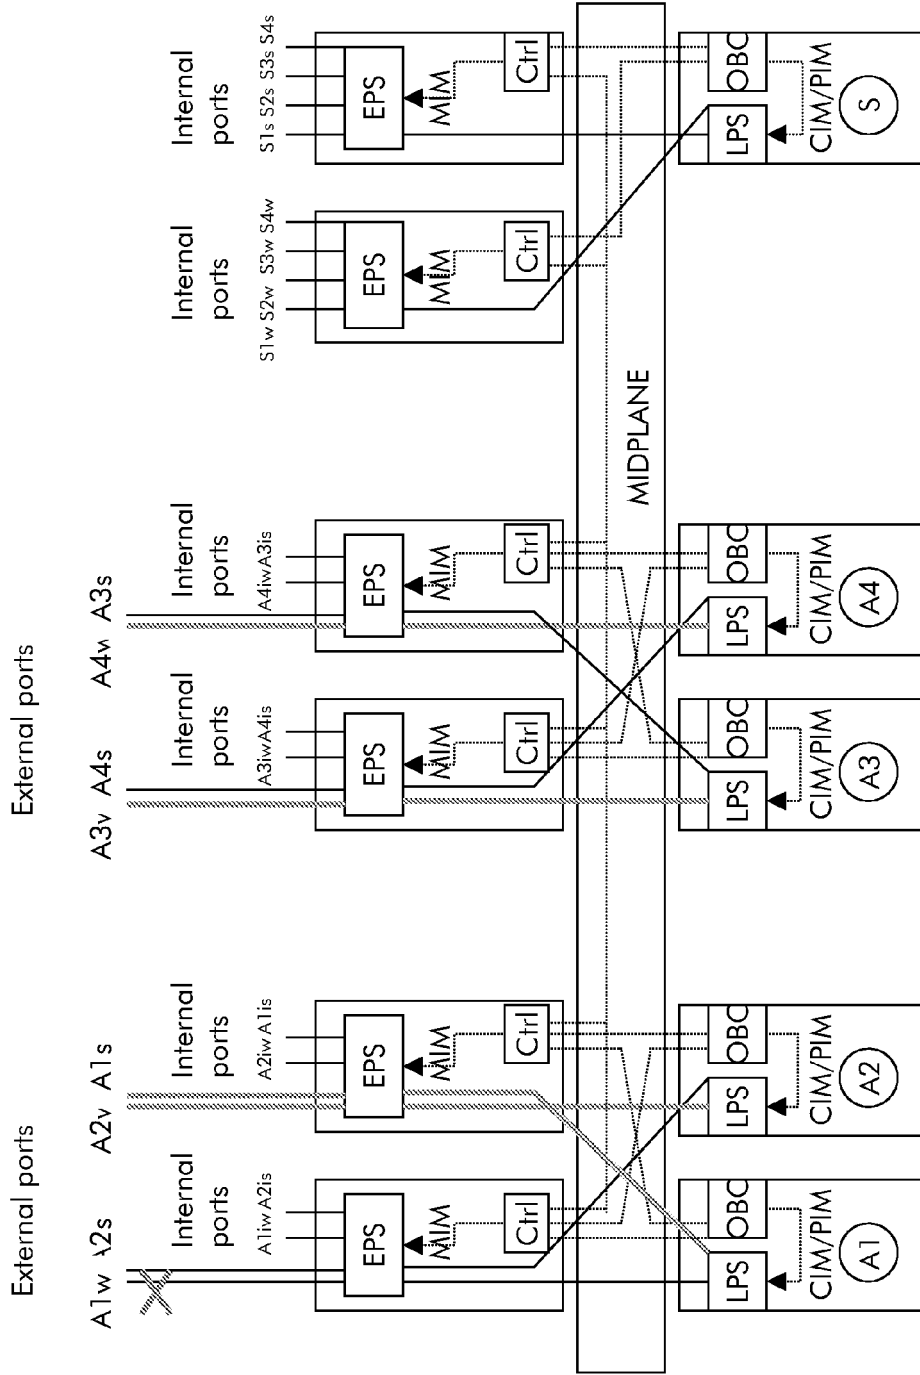 External ports
A1w A2s
Internal
ports
A1iw A2is
EPS
MIM
Ctrl
LPS
OBC
CIM/PIM
A1
A2v A1s
Internal
ports
A2iw A1is
EPS
MIM
Ctrl
LPS
OBC
CIM/PIM
A2
External ports
A3v A4s
Internal
ports
A3iw A4is
EPS
MIM
Ctrl
LPS
OBC
CIM/PIM
A3
A4w A3s
Internal
ports
A4iw A3is
EPS
MIM
Ctrl
LPS
OBC
CIM/PIM
A4
MIDPLANE
Internal
ports
S1w S2w S3w S4w
EPS
MIM
Ctrl
Internal
ports
S1s S2s S3s S4s
EPS
MIM
Ctrl
LPS
OBC
CIM/PIM
S